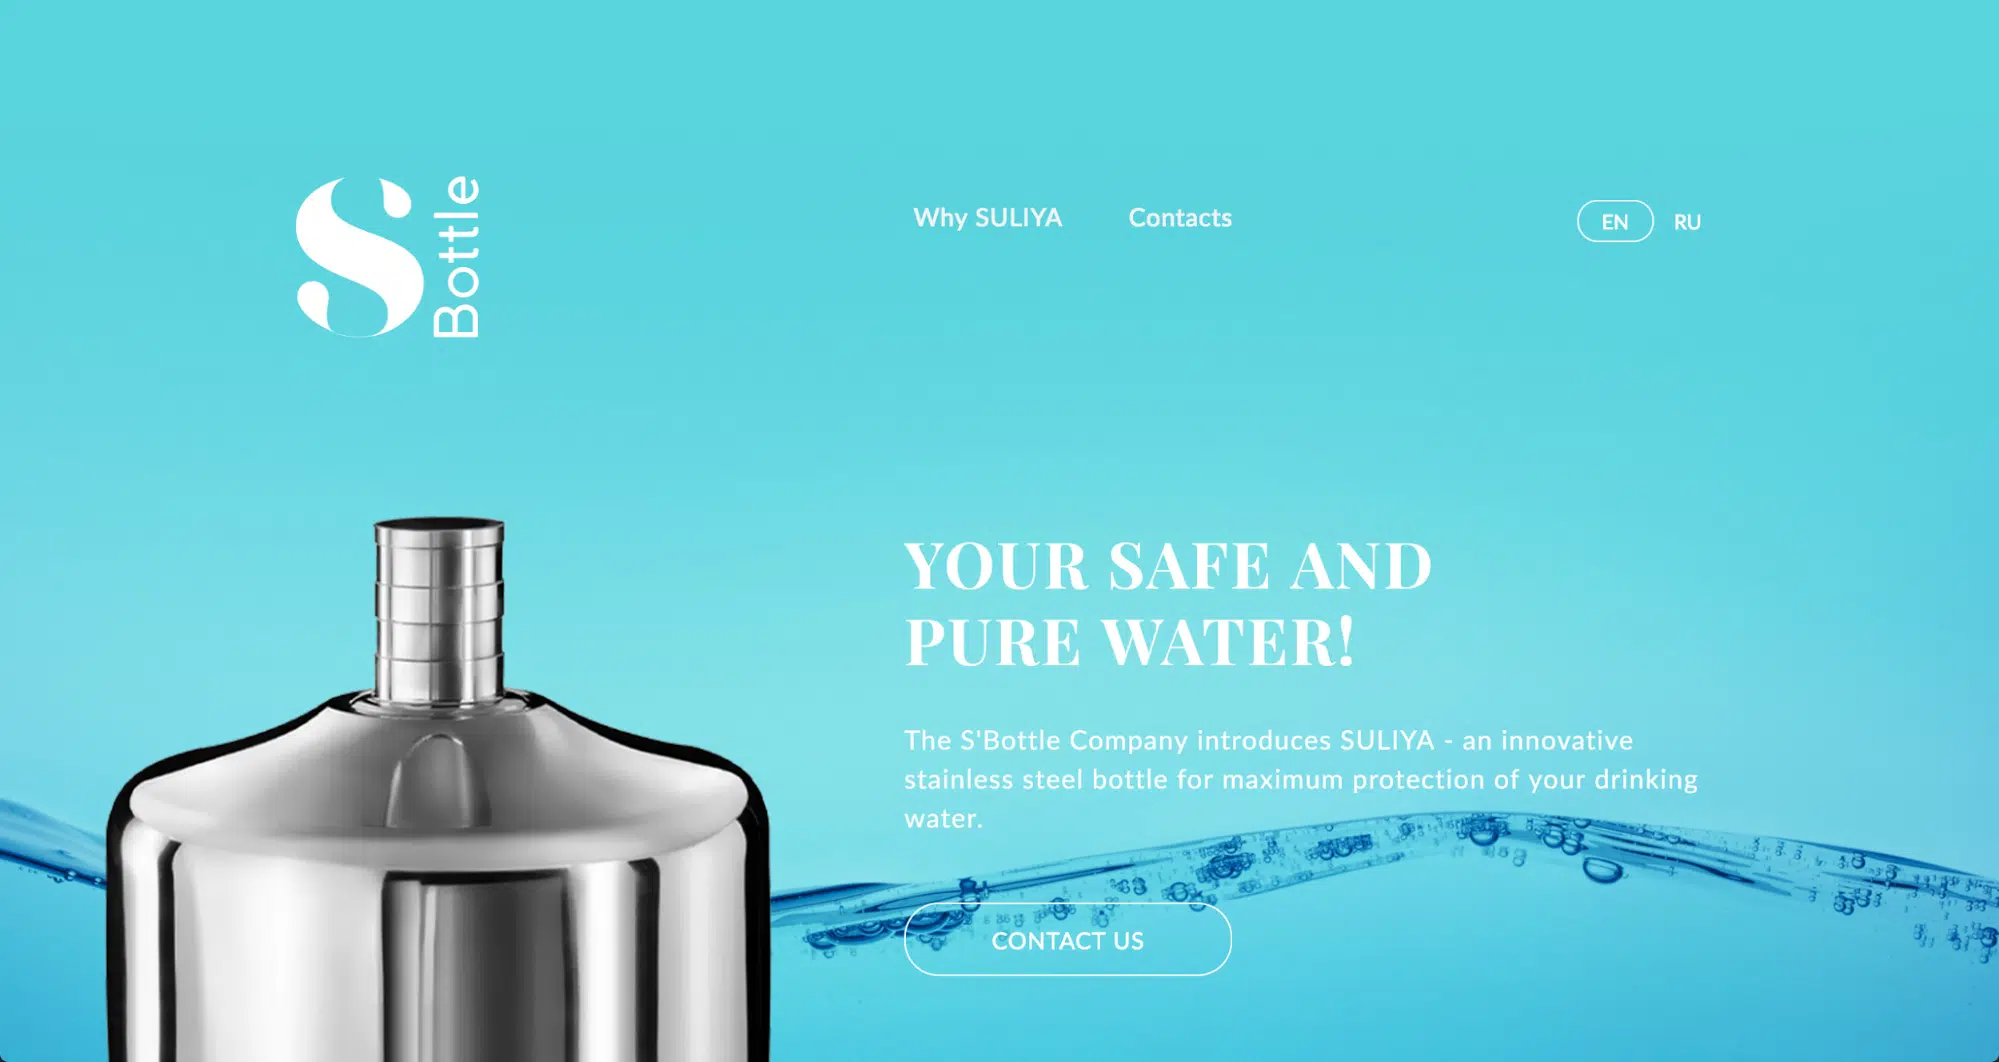 S Bottle
Why SULIYA
Contacts
EN
RU
YOUR SAFE AND
PURE WATER!
The S'Bottle Company introduces SULIYA - an innovative
stainless steel bottle for maximum protection of your drinking
water.
CONTACT US